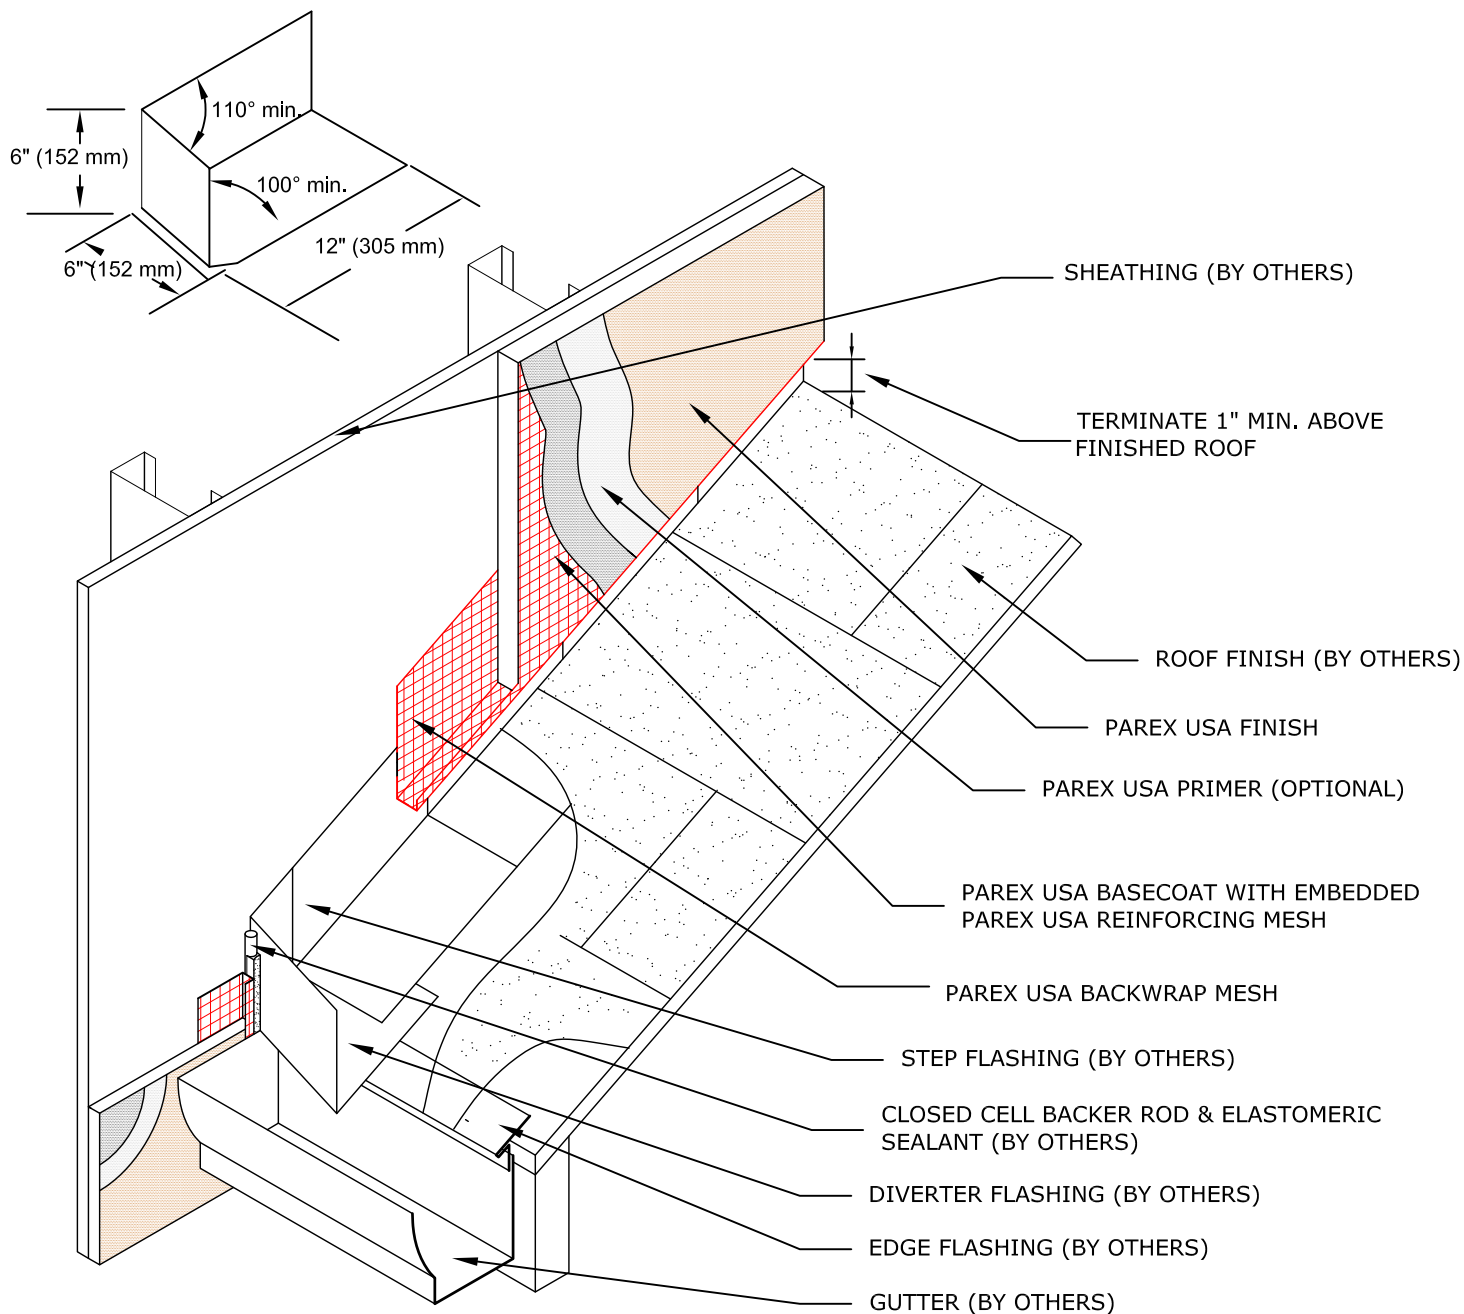 110° min.
6" (152 mm)
100° min.
12" (305 mm)
6" (152 mm)
SHEATHING (BY OTHERS)
TERMINATE 1" MIN. ABOVE
FINISHED ROOF
ROOF FINISH (BY OTHERS)
PAREX USA FINISH
PAREX USA PRIMER (OPTIONAL)
PAREX USA BASECOAT WITH EMBEDDED
PAREX USA REINFORCING MESH
PAREX USA BACKWRAP MESH
STEP FLASHING (BY OTHERS)
CLOSED CELL BACKER ROD & ELASTOMERIC
SEALANT (BY OTHERS)
DIVERTER FLASHING (BY OTHERS)
EDGE FLASHING (BY OTHERS)
GUTTER (BY OTHERS)